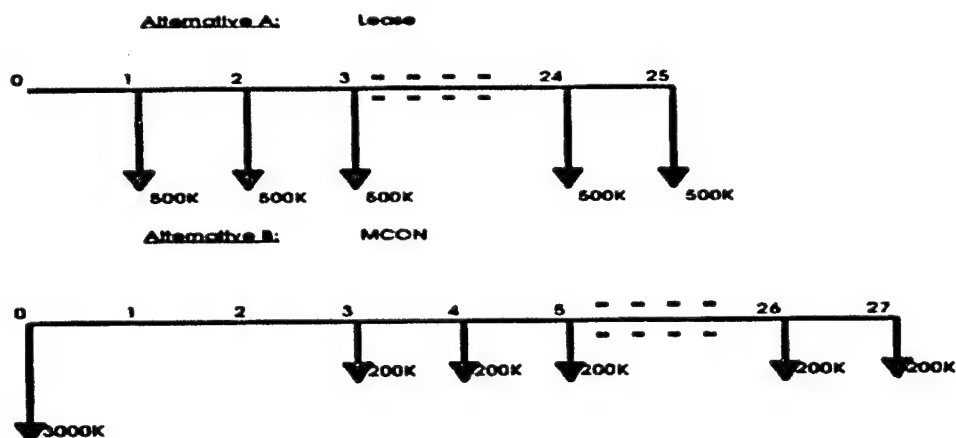 Alternative A: Lease
0 1 2 3 24 25
500K 500K 500K 500K 500K
Alternative B: MCON
0 1 2 3 4 5 26 27
200K 200K 200K 200K 200K
3000K